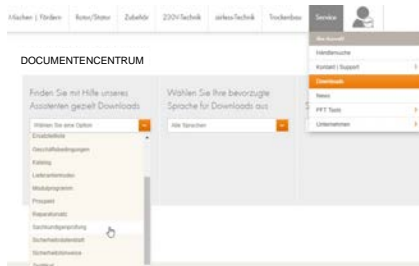 Mischen | Fördern Rotor/Stator Zubehör 230V-Technik airless-Technik Trockenbau Service
Händlersuche
Kontakt | Support
Downloads
News
PFT Tools
Unternehmen
DOCUMENTENCENTRUM
Finden Sie mit Hilfe unseres
Assistenten gezielt Downloads
Wählen Sie Ihre bevorzugte
Sprache für Downloads aus
Wählen Sie eine Option
Alle Sprachen
Ersatzteilliste
Geschäftsbedingungen
Katalog
Lieferantenkodex
Modulprogramm
Prospekt
Reparatursatz
Sachkundigenprüfung
Sicherheitsdatenblatt
Sicherheitshinweise